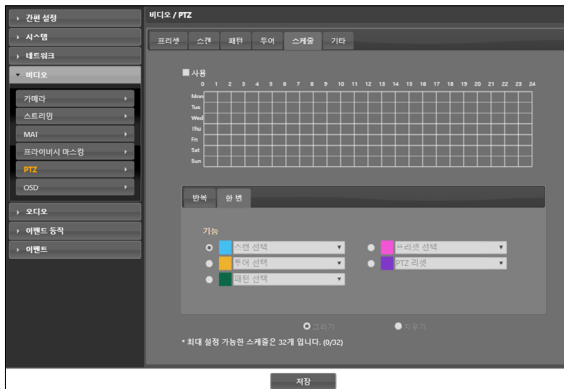 비디오 / PTZ
간편 설정
시스템
네트워크
비디오
카메라
스트리밍
MAT
프라이버시 마스킹
PTZ
OSD
오디오
이벤트 동작
이벤트
프리셋 스캔 패턴 투어 스케줄 기타
사용
0 1 2 3 4 5 6 7 8 9 10 11 12 13 14 15 16 17 18 19 20 21 22 23 24
Mon
Tue
Wed
Thu
Fri
Sat
Sun
반복 한 번
기능
스캔 선택 프리셋 선택
투어 선택 PTZ 리셋
패턴 선택
그리기 지우기
* 최대 설정 가능한 스케줄은 32개 입니다. (0/32)
저장